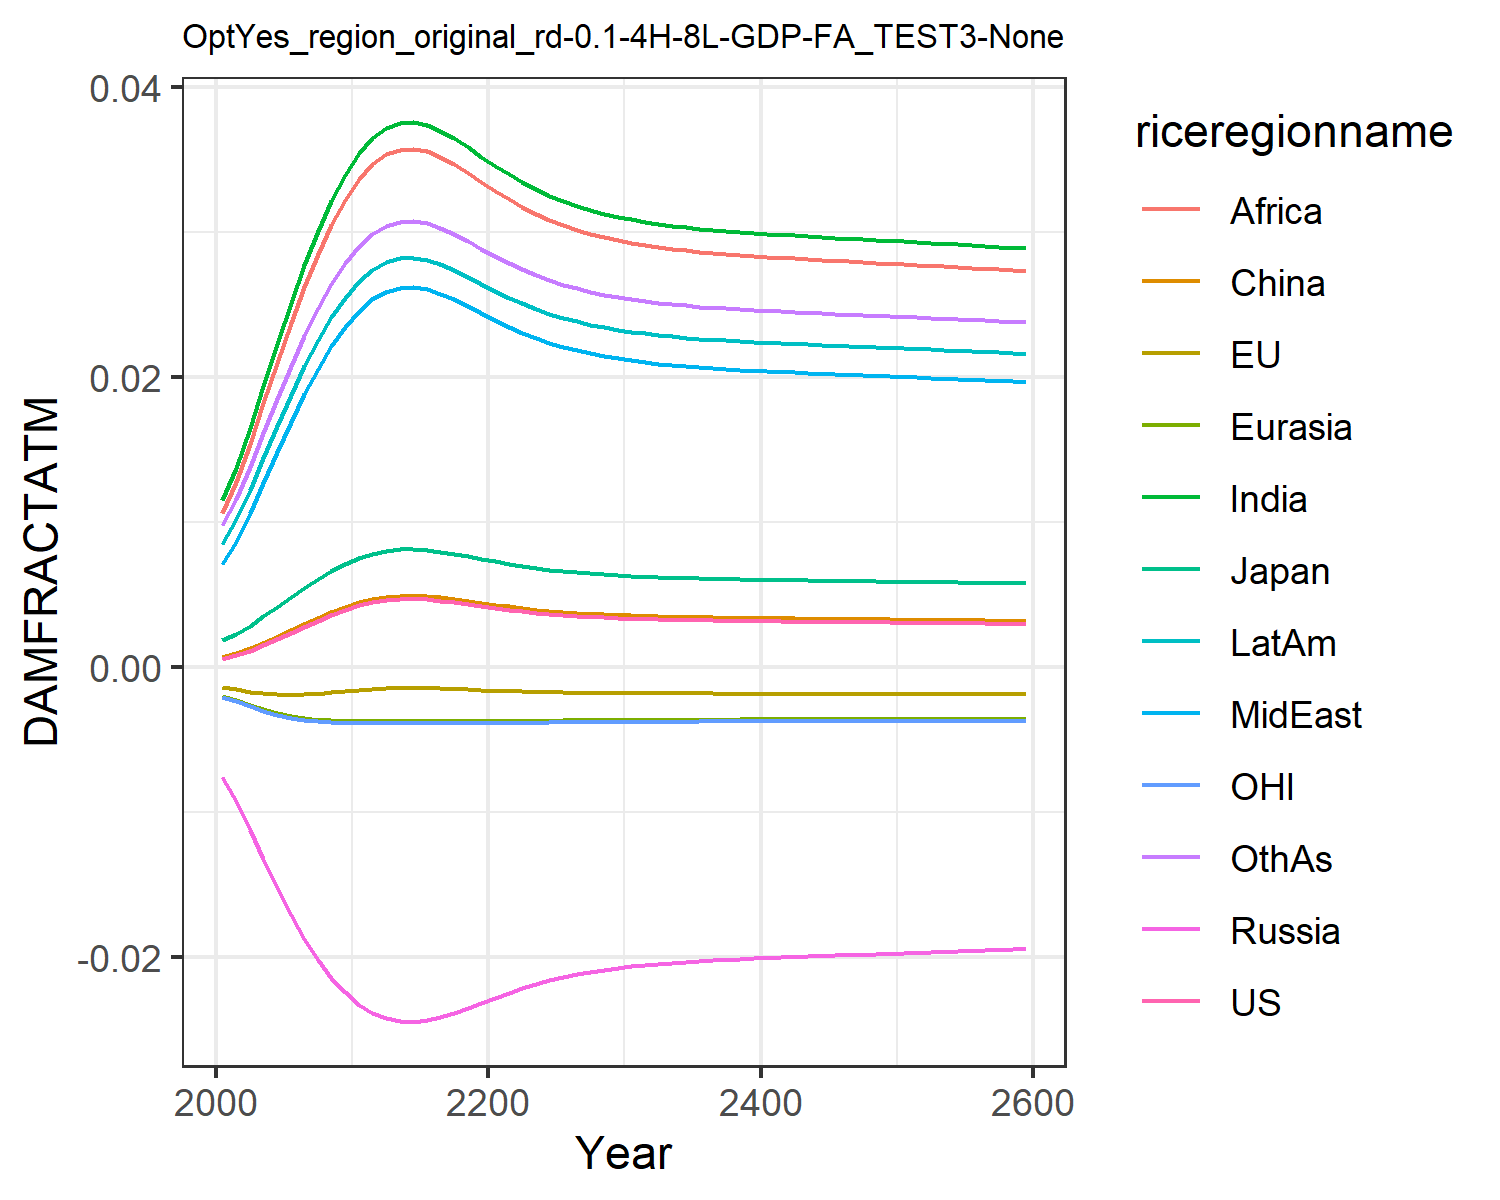 OptYes_region_original_rd-0.1-4H-8L-GDP-FA_TEST3-None
0.04
0.02
0.00
-0.02
DAMFRACTATM
2000 2200 2400 2600
Year
riceregionname
Africa
China
EU
Eurasia
India
Japan
LatAm
MidEast
OHI
OthAs
Russia
US